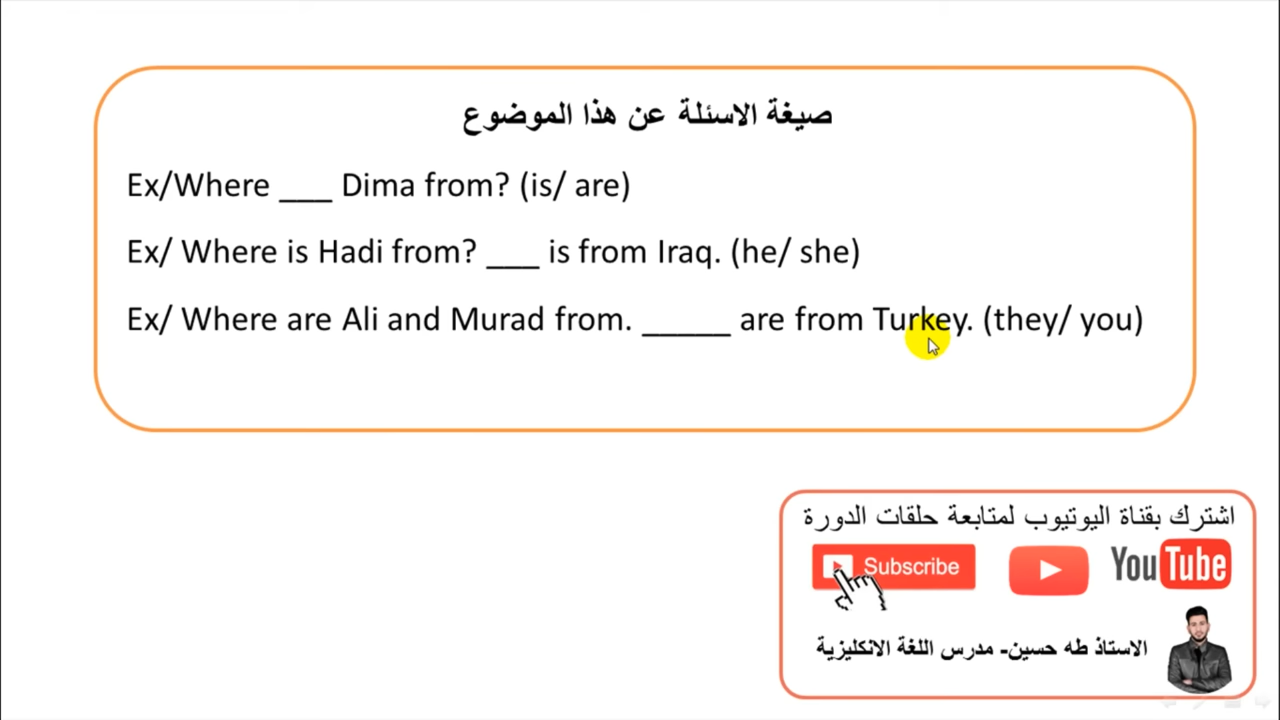 صيغة الاسئلة عن هذا الموضوع
Ex/Where ___ Dima from? (is/ are)
Ex/ Where is Hadi from? ___ is from Iraq. (he/ she)
Ex/ Where are Ali and Murad from. _____ are from Turkey. (they/ you)
اشترك بقناة اليوتيوب لمتابعة حلقات الدورة
Subscribe YouTube
الاستاذ طه حسين- مدرس اللغة الانكليزية